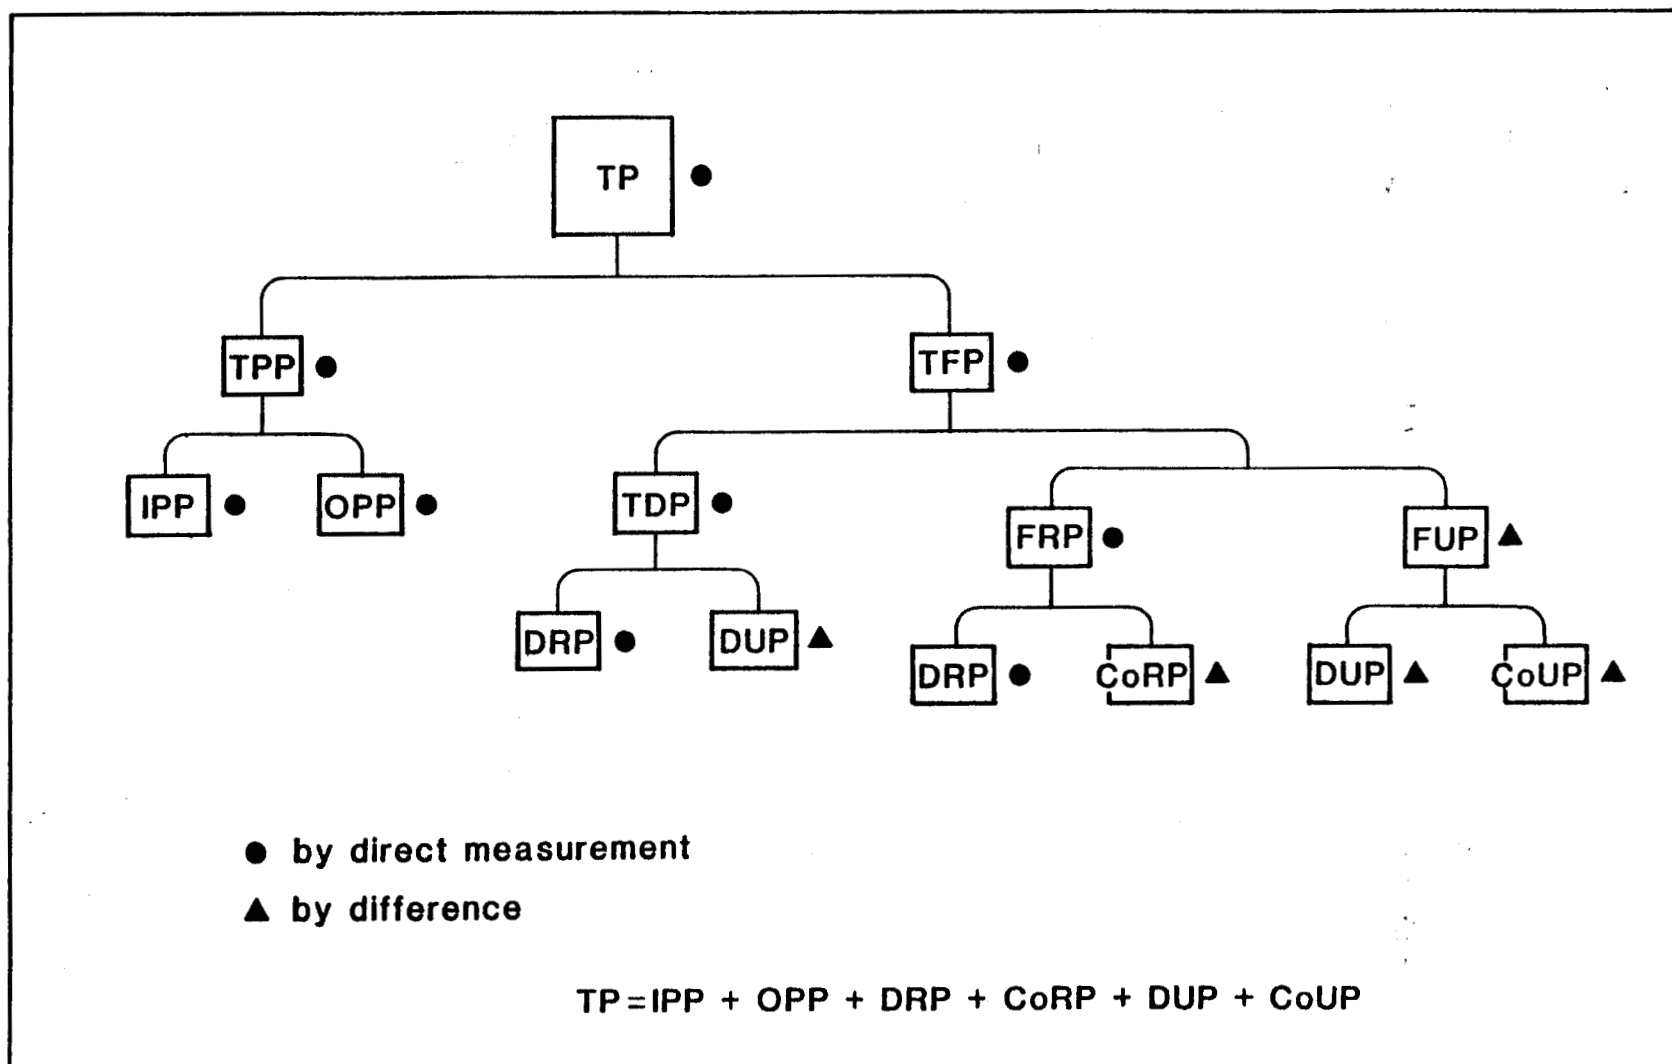 TP
TPP
TFP
IPP
OPP
TDP
FRP
FUP
DRP
DUP
DRP
CoRP
DUP
CoUP
by direct measurement
by difference
TP=IPP + OPP + DRP + CoRP + DUP + CoUP